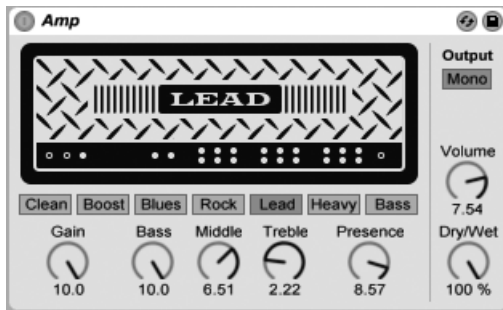 Amp
Output
Mono
LEAD
Volume
7.54
Clean Boost Blues Rock Lead Heavy Bass
Gain Bass Middle Treble Presence Dry/Wet
10.0 10.0 6.51 2.22 8.57 100 %